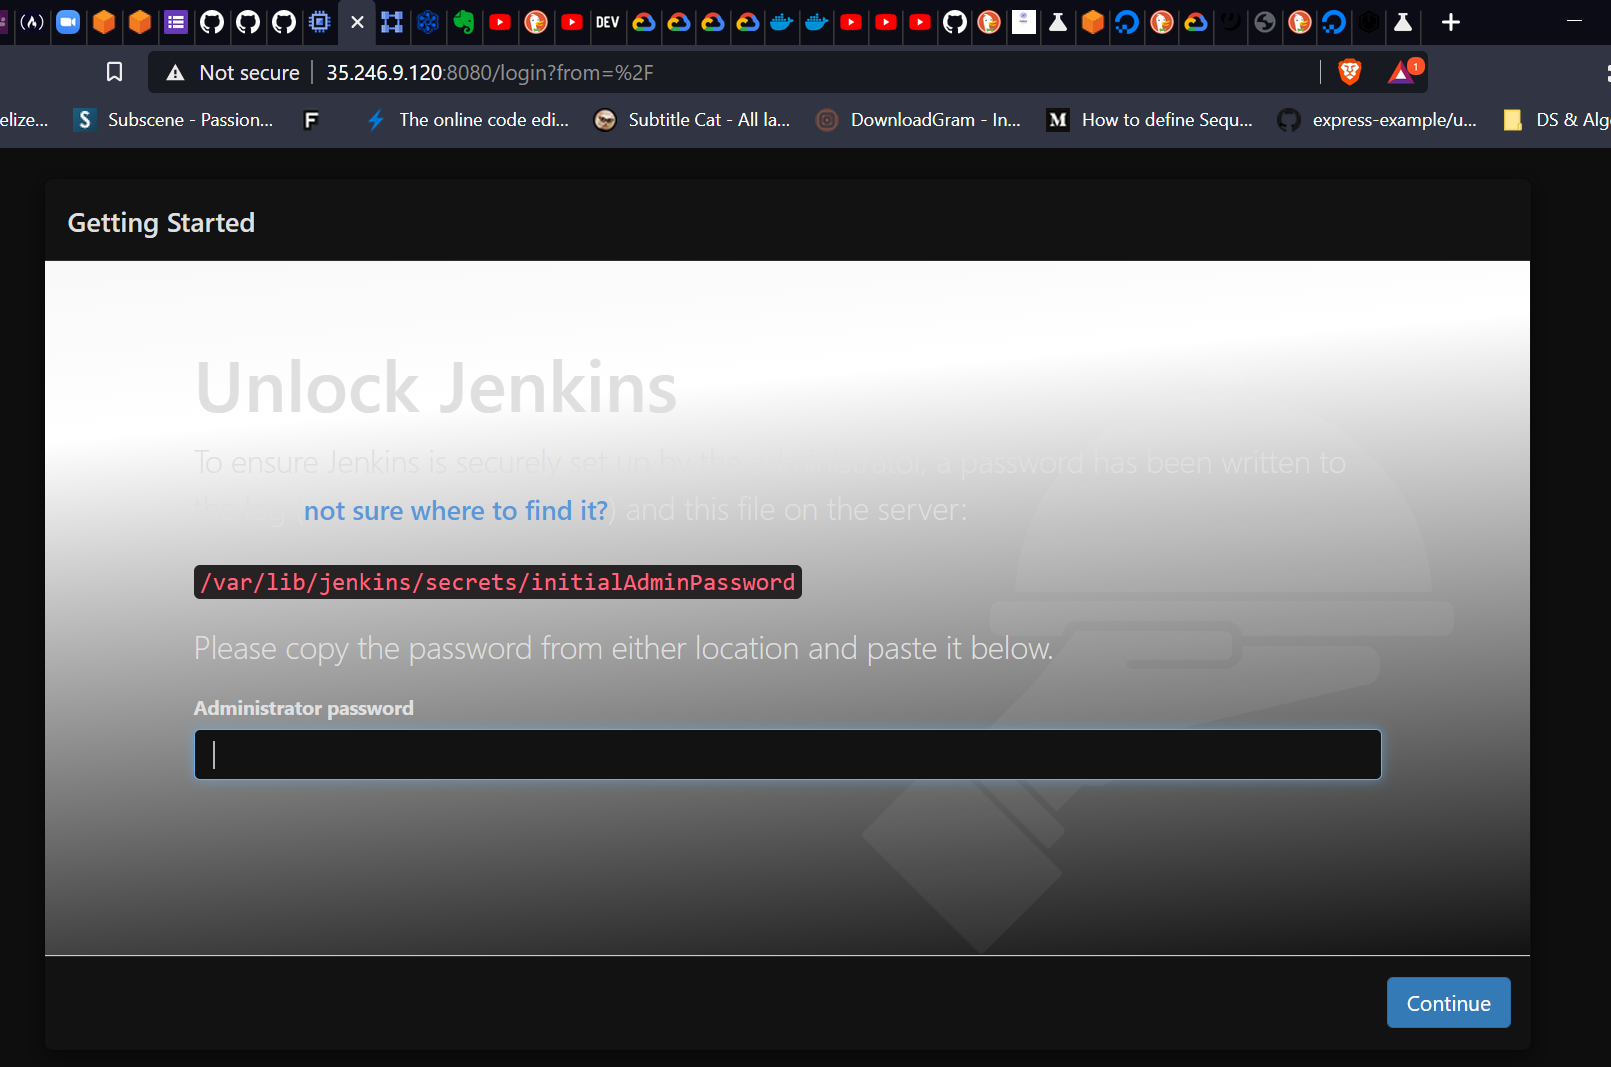 DEV
Not secure
35.246.9.120:8080/login?from=%2F
1
elize...
S
Subscene - Passion...
F
The online code edi...
Subtitle Cat - All la...
DownloadGram - In...
M
How to define Sequ...
express-example/u...
DS & Alg
Getting Started
Unlock Jenkins
To ensure Jenkins is securely set up by the administrator, a password has been written to
the log (not sure where to find it?) and this file on the server:
/var/lib/jenkins/secrets/initialAdminPassword
Please copy the password from either location and paste it below.
Administrator password
Continue